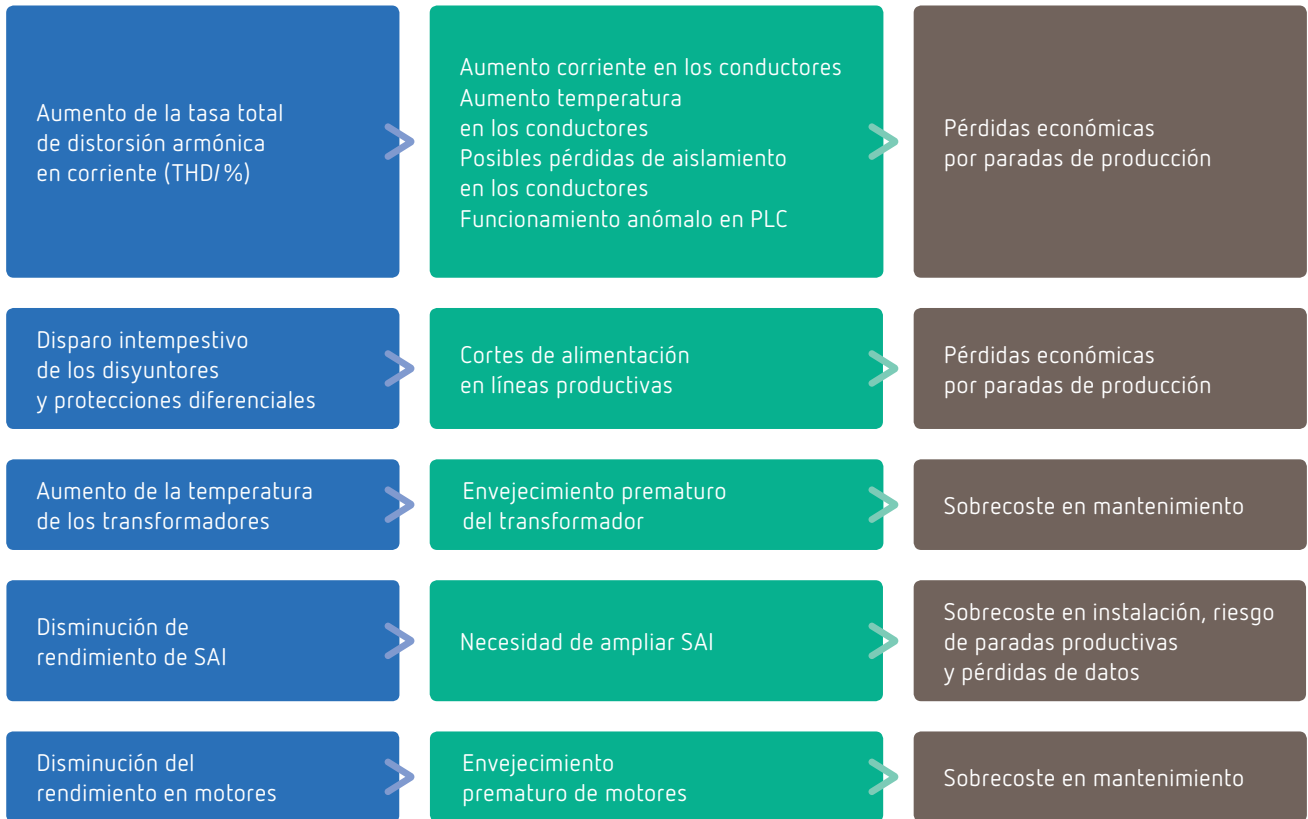 Aumento de la tasa total
de distorsión armónica
en corriente (THDI %)
Aumento corriente en los conductores
Aumento temperatura
en los conductores
Posibles pérdidas de aislamiento
en los conductores
Funcionamiento anómalo en PLC
Pérdidas económicas
por paradas de producción
Disparo intempestivo
de los disyuntores
y protecciones diferenciales
Cortes de alimentación
en líneas productivas
Pérdidas económicas
por paradas de producción
Aumento de la temperatura
de los transformadores
Envejecimiento prematuro
del transformador
Sobrecoste en mantenimiento
Disminución de
rendimiento de SAI
Necesidad de ampliar SAI
Sobrecoste en instalación, riesgo
de paradas productivas
y pérdidas de datos
Disminución del
rendimiento en motores
Envejecimiento
prematuro de motores
Sobrecoste en mantenimiento